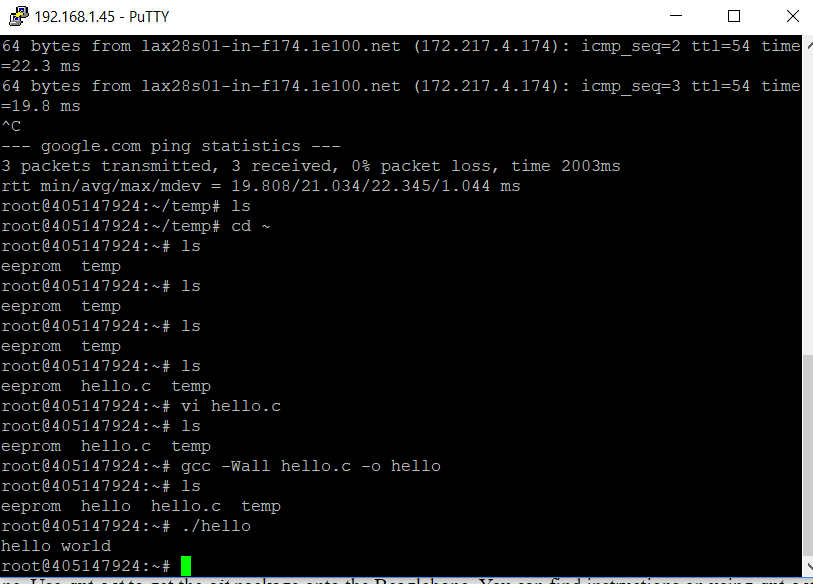 192.168.1.45 - PuTTY
64 bytes from lax28s01-in-f174.1e100.net (172.217.4.174): icmp_seq=2 ttl=54 time
=22.3 ms
64 bytes from lax28s01-in-f174.1e100.net (172.217.4.174): icmp_seq=3 ttl=54 time
=19.8 ms
^C
--- google.com ping statistics ---
3 packets transmitted, 3 received, 0% packet loss, time 2003ms
rtt min/avg/max/mdev = 19.808/21.034/22.345/1.044 ms
root@405147924:~/temp# ls
root@405147924:~/temp# cd ~
root@405147924:~# ls
eeprom  temp
root@405147924:~# ls
eeprom  temp
root@405147924:~# ls
eeprom  temp
root@405147924:~# ls
eeprom  hello.c  temp
root@405147924:~# vi hello.c
root@405147924:~# ls
eeprom  hello.c  temp
root@405147924:~# gcc -Wall hello.c -o hello
root@405147924:~# ls
eeprom  hello  hello.c  temp
root@405147924:~# ./hello
hello world
root@405147924:~#